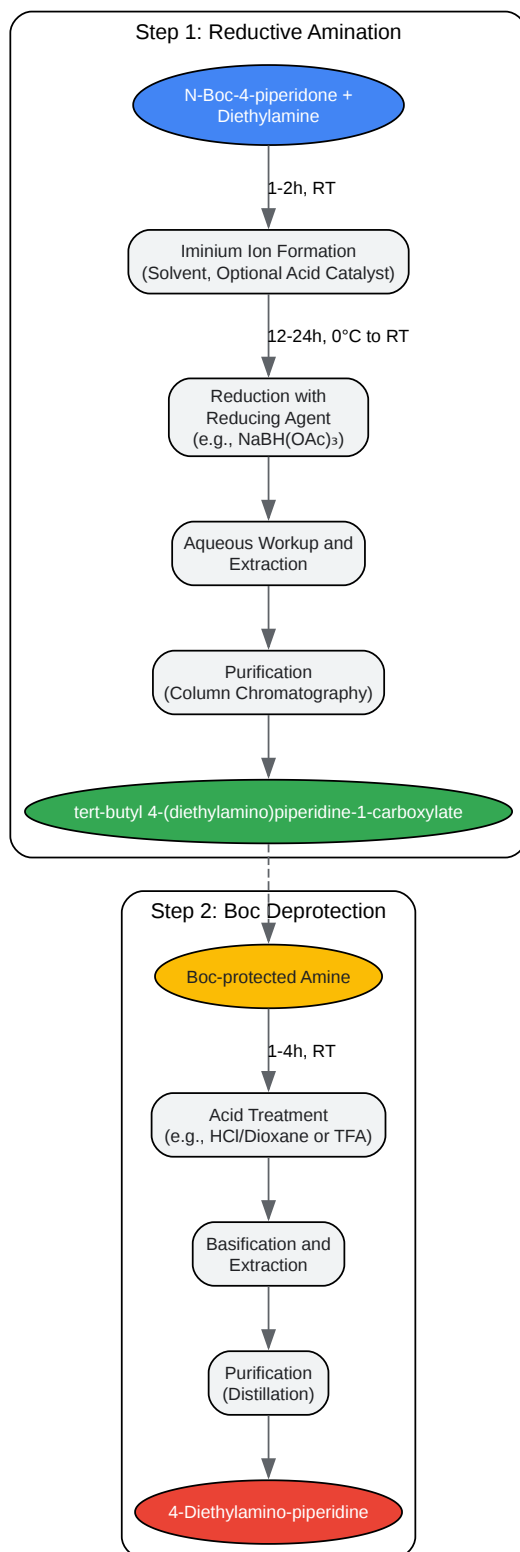 Step 1: Reductive Amination
N-Boc-4-piperidone +
Diethylamine
1-2h, RT
Iminium Ion Formation
(Solvent, Optional Acid Catalyst)
12-24h, 0°C to RT
Reduction with
Reducing Agent
(e.g., NaBH(OAc)₃)
Aqueous Workup and
Extraction
Purification
(Column Chromatography)
tert-butyl 4-(diethylamino)piperidine-1-carboxylate
Step 2: Boc Deprotection
Boc-protected Amine
1-4h, RT
Acid Treatment
(e.g., HCl/Dioxane or TFA)
Basification and
Extraction
Purification
(Distillation)
4-Diethylamino-piperidine